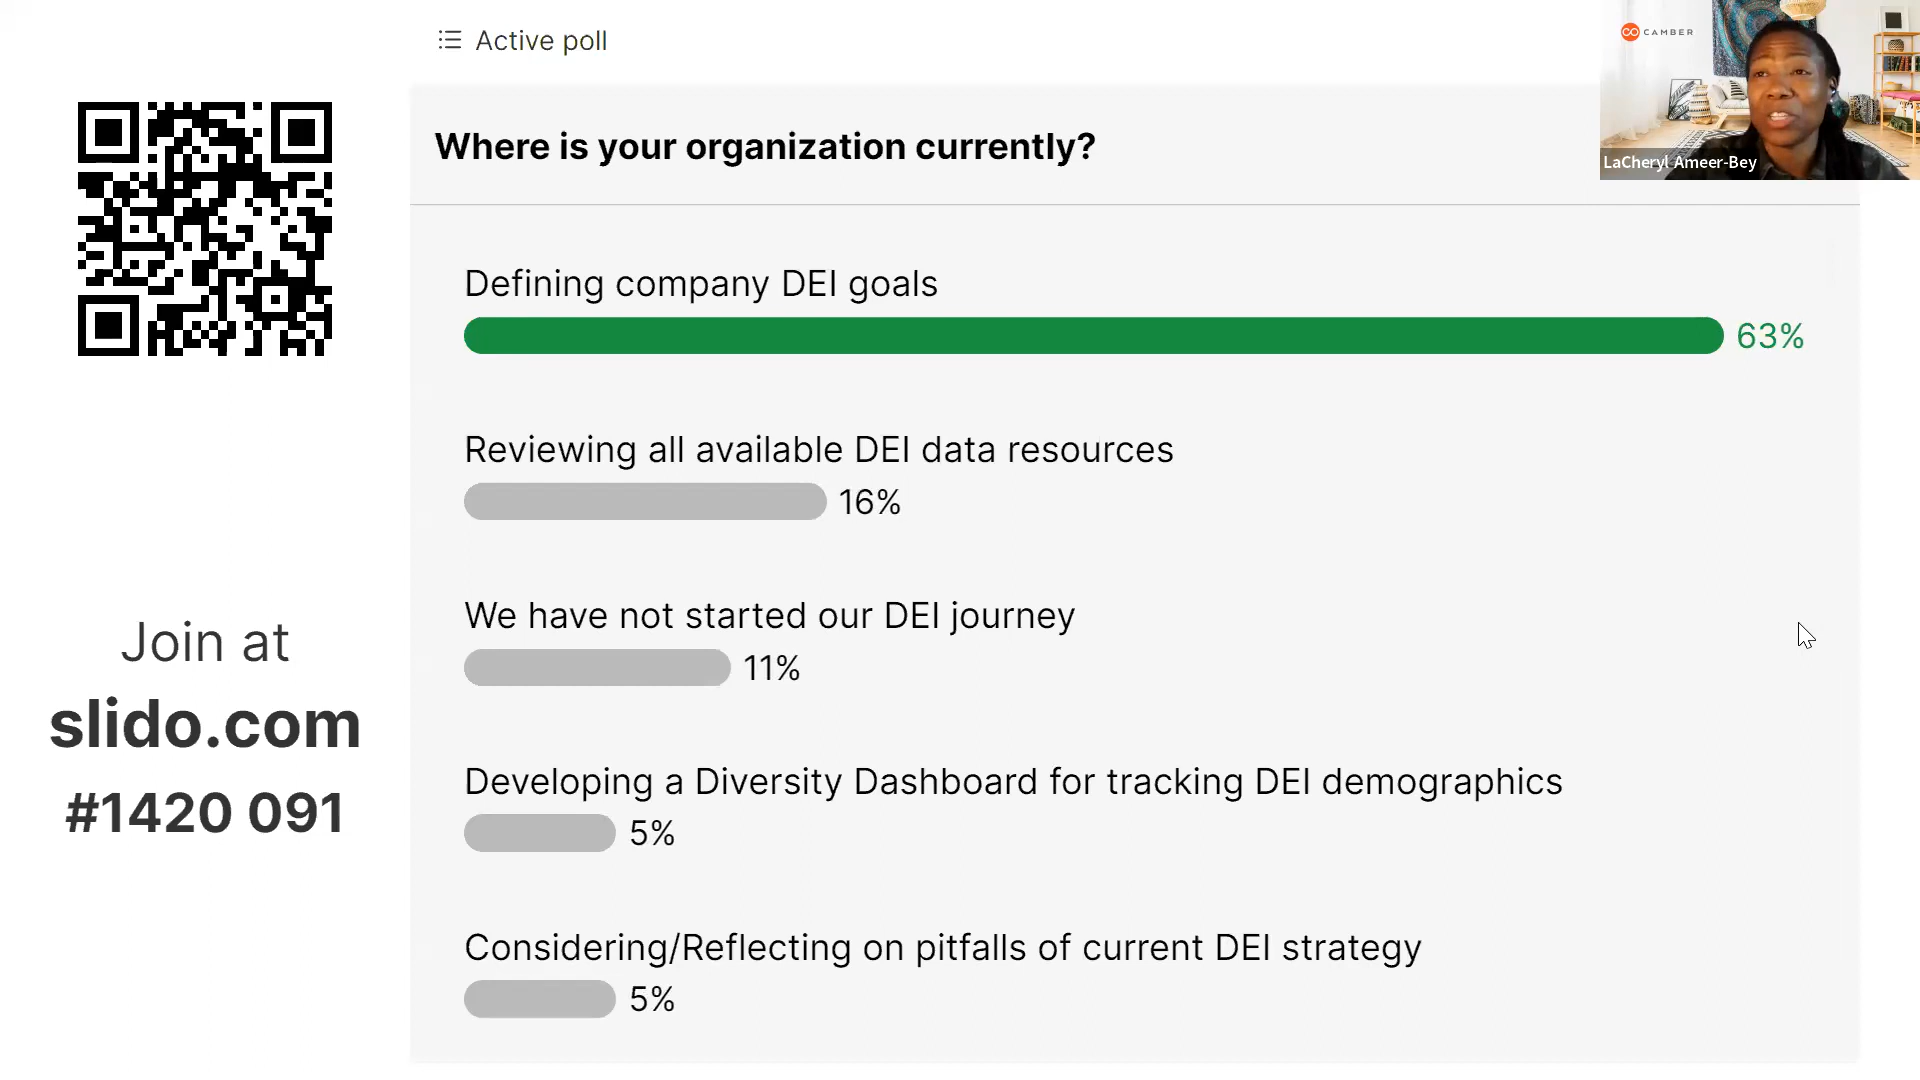 Active poll
CAMBER
LaCheryl Ameer-Bey
Where is your organization currently?
Defining company DEI goals
63%
Reviewing all available DEI data resources
16%
We have not started our DEI journey
11%
Developing a Diversity Dashboard for tracking DEI demographics
5%
Considering/Reflecting on pitfalls of current DEI strategy
5%
Join at
slido.com
#1420 091